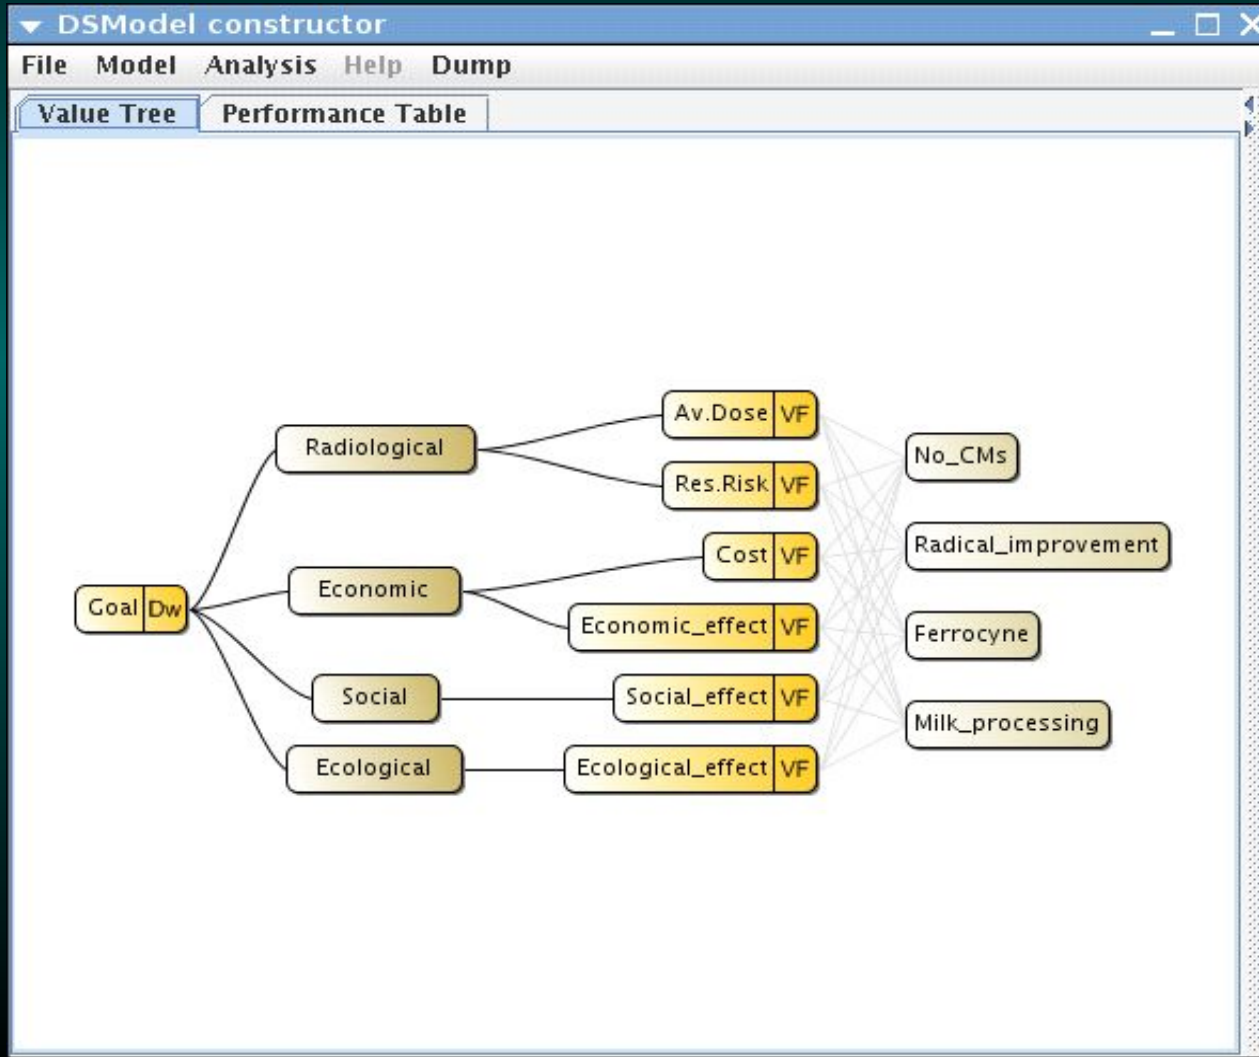 DSModel constructor
File Model Analysis Help Dump
Value Tree Performance Table
Goal Dw
Radiological
Economic
Social
Ecological
Av.Dose VF
Res.Risk VF
Cost VF
Economic_effect VF
Social_effect VF
Ecological_effect VF
No_CMs
Radical_improvement
Ferrocyne
Milk_processing